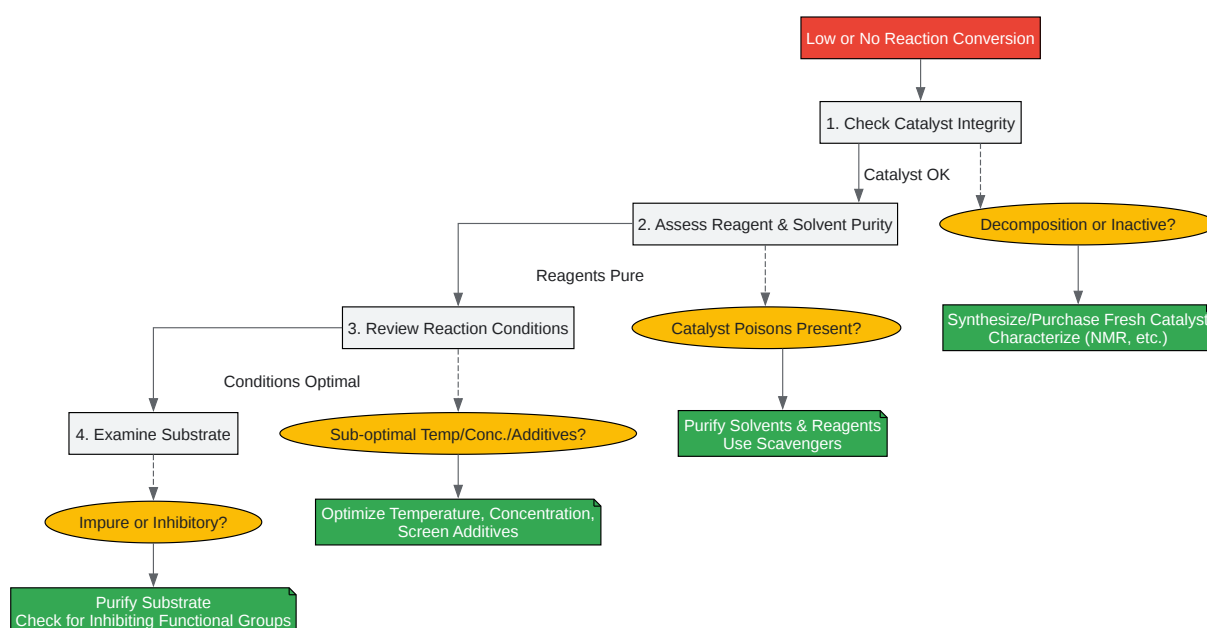 Low or No Reaction Conversion
1. Check Catalyst Integrity
Catalyst OK
2. Assess Reagent & Solvent Purity
Decomposition or Inactive?
Reagents Pure
3. Review Reaction Conditions
Catalyst Poisons Present?
Synthesize/Purchase Fresh Catalyst
Characterize (NMR, etc.)
Conditions Optimal
4. Examine Substrate
Sub-optimal Temp/Conc./Additives?
Purify Solvents & Reagents
Use Scavengers
Impure or Inhibitory?
Optimize Temperature, Concentration,
Screen Additives
Purify Substrate
Check for Inhibiting Functional Groups